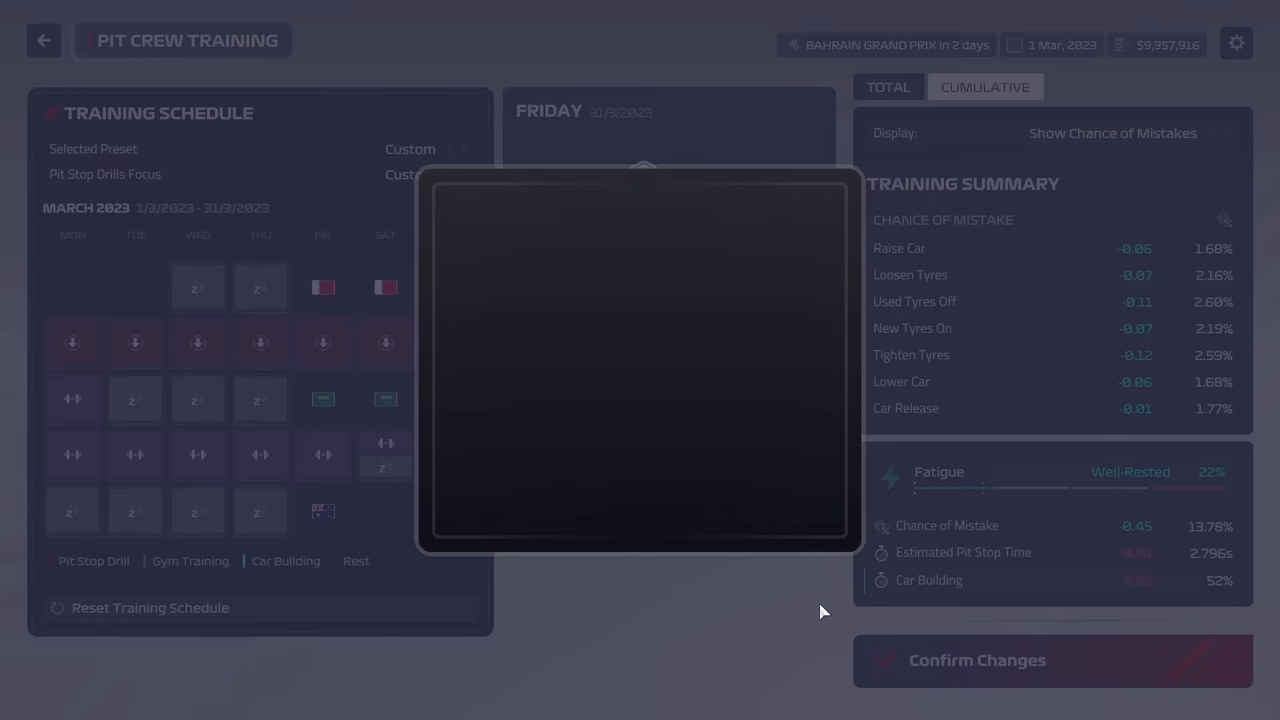 PIT CREW TRAINING
BAHRAIN GRAND PRIX in 2 days
1 Mar, 2023
$9,357,916
TRAINING SCHEDULE
Selected Preset
Custom
Pit Stop Drills Focus
MARCH 2023 1/3/2023 - 31/3/2023
MON TUE WED THU FRI SAT
Pit Stop Drill
Gym Training
Car Building
Rest
Reset Training Schedule
FRIDAY 31/3/2023
TOTAL
CUMULATIVE
Display:
Show Chance of Mistakes
TRAINING SUMMARY
CHANCE OF MISTAKE
Raise Car -0.06 1.68%
Loosen Tyres -0.07 2.16%
Used Tyres Off -0.11 2.60%
New Tyres On -0.07 2.19%
Tighten Tyres -0.12 2.59%
Lower Car -0.06 1.68%
Car Release -0.01 1.77%
Fatigue Well-Rested 22%
Chance of Mistake -0.45 13.78%
Estimated Pit Stop Time 2.796s
Car Building 52%
Confirm Changes